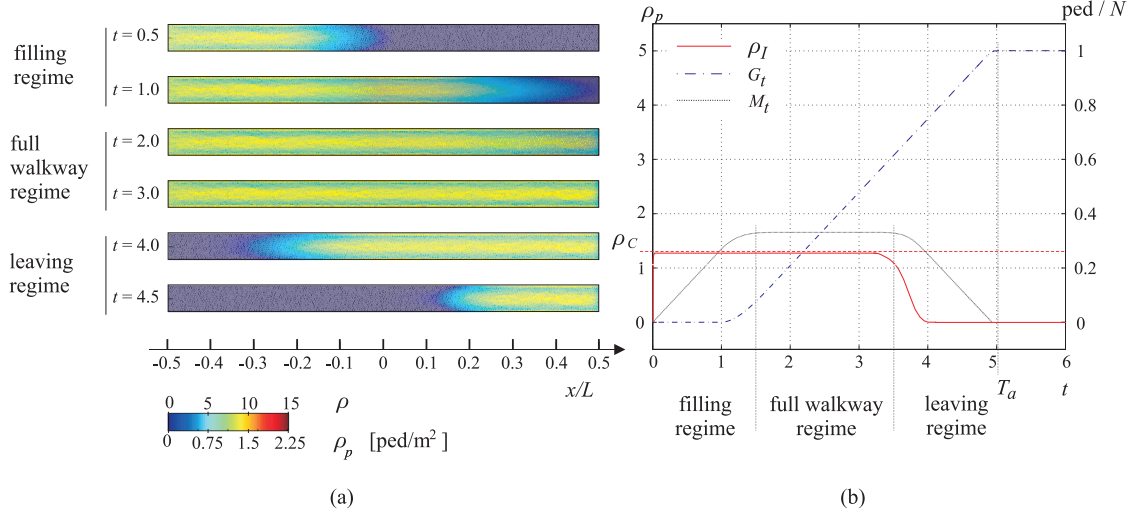 filling
regime
full
walkway
regime
leaving
regime
t = 0.5
t = 1.0
t = 2.0
t = 3.0
t = 4.0
t = 4.5
-0.5 -0.4 -0.3 -0.2 -0.1 0 0.1 0.2 0.3 0.4 0.5
x/L
0 5 10 15 ρ
0 0.75 1.5 2.25 ρp [ped/m²]
(a)
ρp
ped / N
ρI
Gt
Mt
5
4
3
2
ρC
1
0
1
0.8
0.6
0.4
0.2
0
0 1 2 3 4 5 6
Ta t
filling
regime
full walkway
regime
leaving
regime
(b)